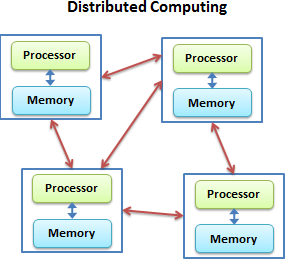 Distributed Computing
Processor
Memory
Processor
Memory
Processor
Memory
Processor
Memory